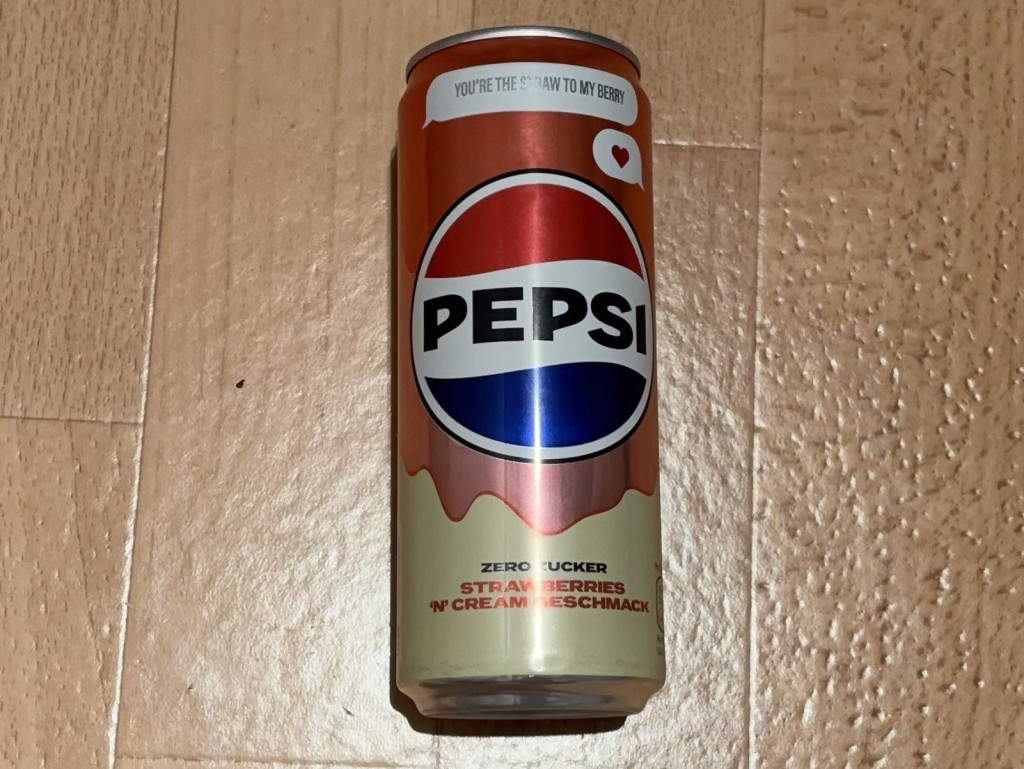 YOU'RE THE STRAW TO MY BERRY
PEPSI
ZERO ZUCKER
STRAWBERRIES
'N' CREAM GESCHMACK